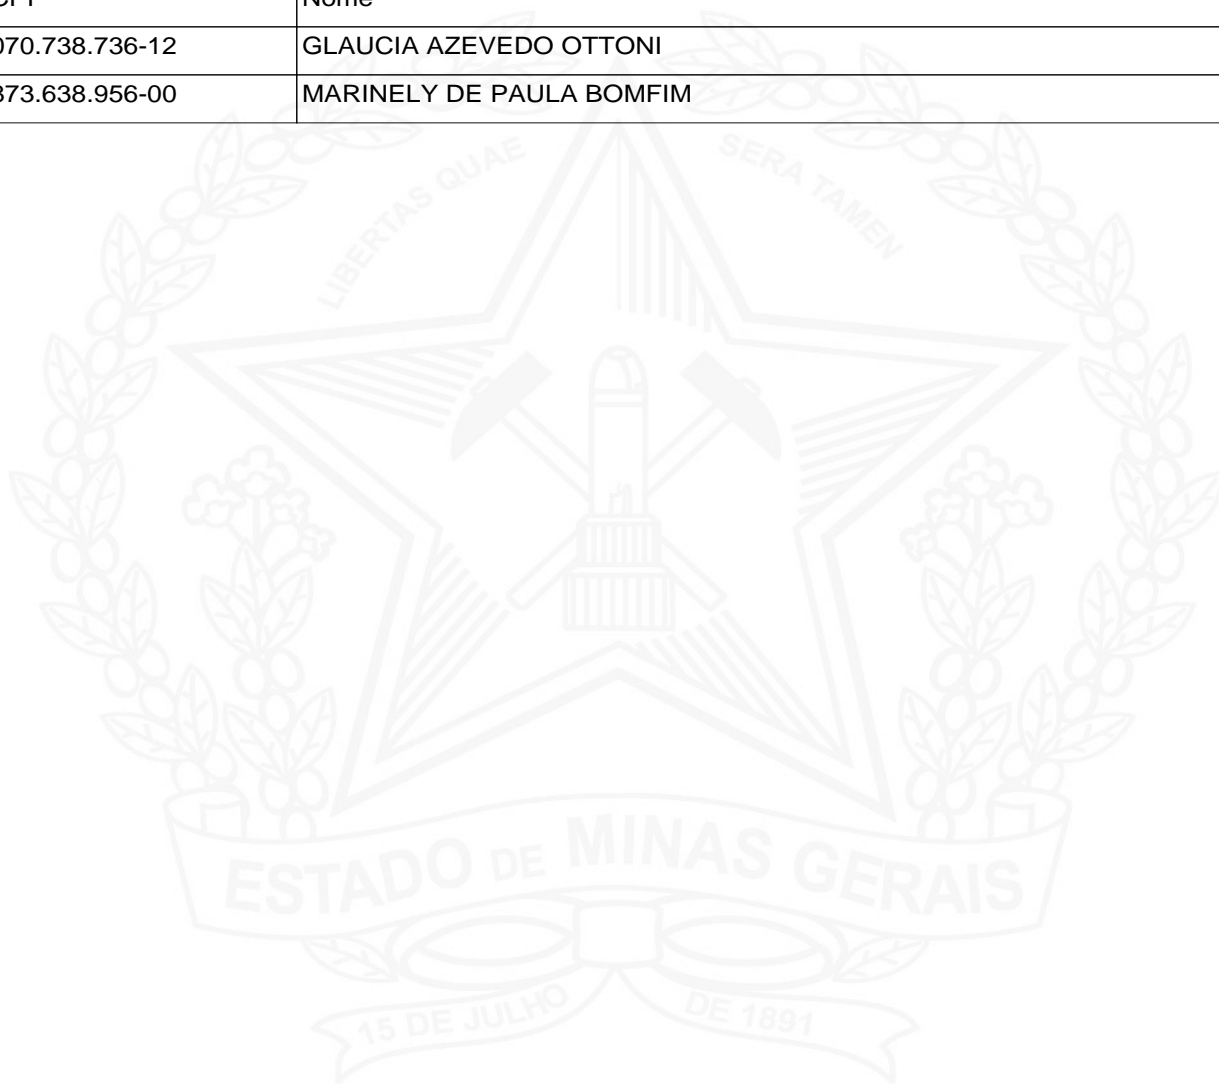 Nome
070.738.736-12 GLAUCIA AZEVEDO OTTONI
873.638.956-00 MARINELY DE PAULA BOMFIM
LIBERTAS QUAE SERA TAMEN
ESTADO DE MINAS GERAIS
15 DE JULHO DE 1891